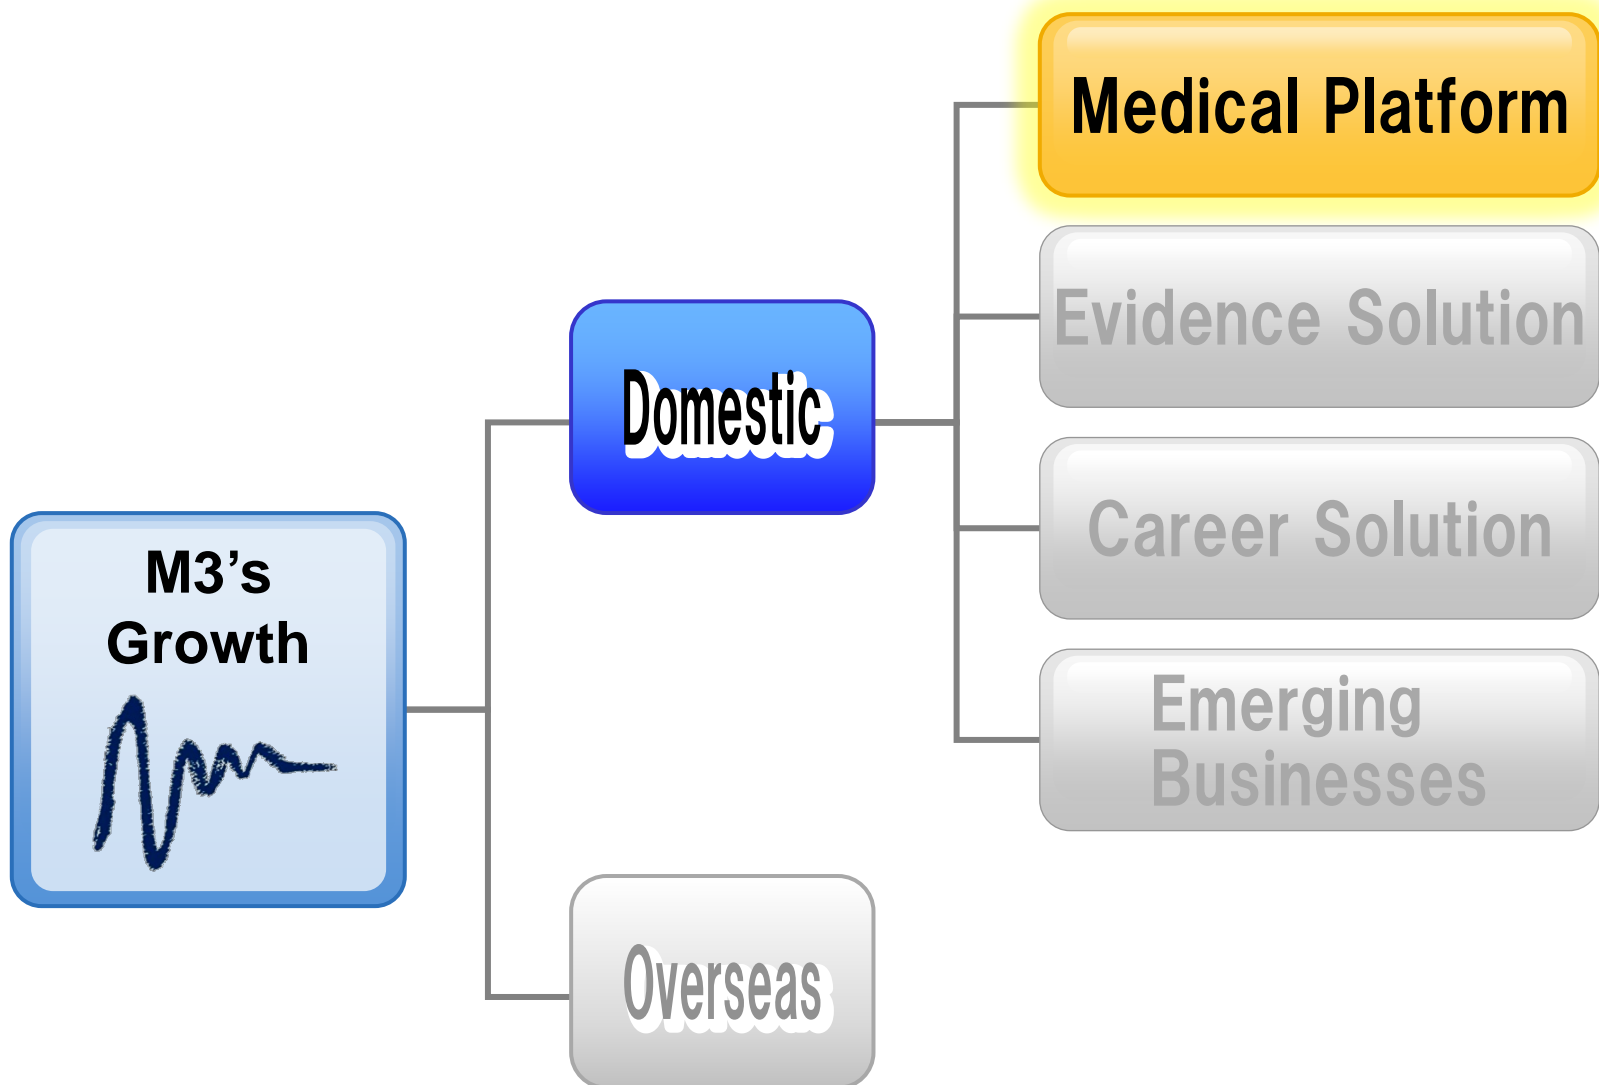 M3’s
Growth
Domestic
Overseas
Medical Platform
Evidence Solution
Career Solution
Emerging
Businesses